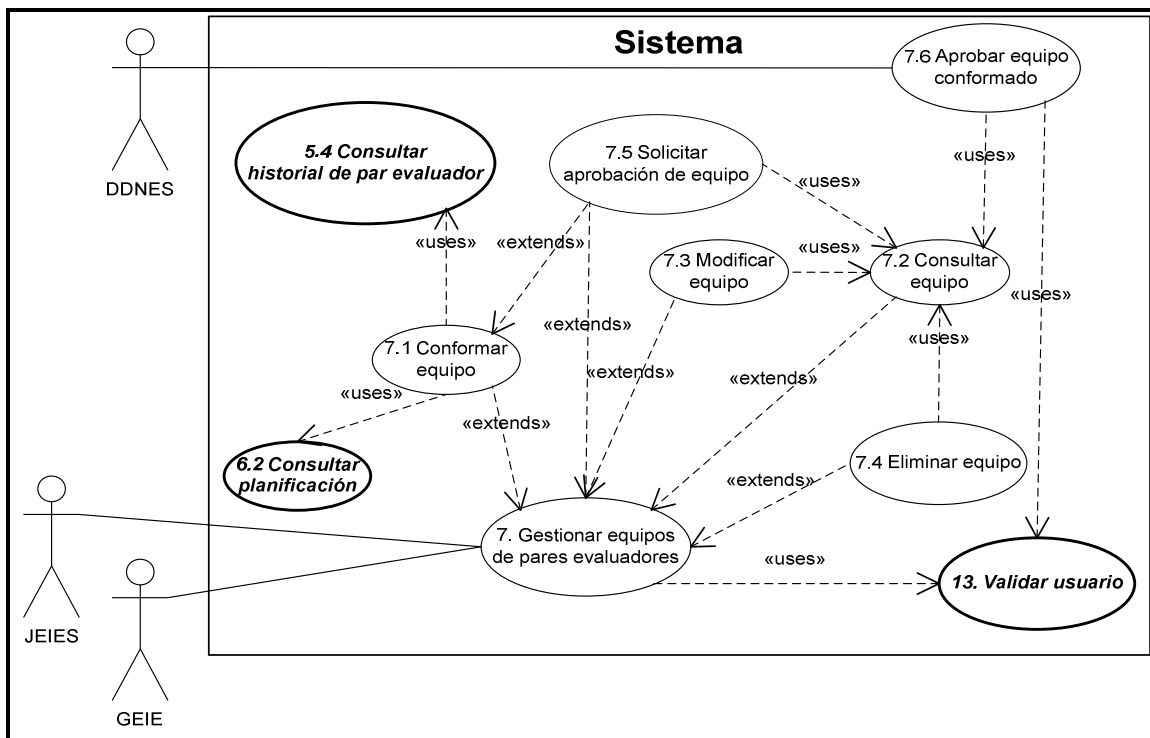 Sistema
7.6 Aprobar equipo
conformado
DDNES
5.4 Consultar
historial de par evaluador
7.5 Solicitar
aprobación de equipo
«uses»
«uses»
«uses»
«extends»
«uses»
7.3 Modificar
equipo
7.2 Consultar
equipo
«uses»
«extends»
«uses»
7.1 Conformar
equipo
«extends»
«extends»
«uses»
«extends»
6.2 Consultar
planificación
7.4 Eliminar equipo
«extends»
7. Gestionar equipos
de pares evaluadores
«uses»
13. Validar usuario
JEIES
GEIE